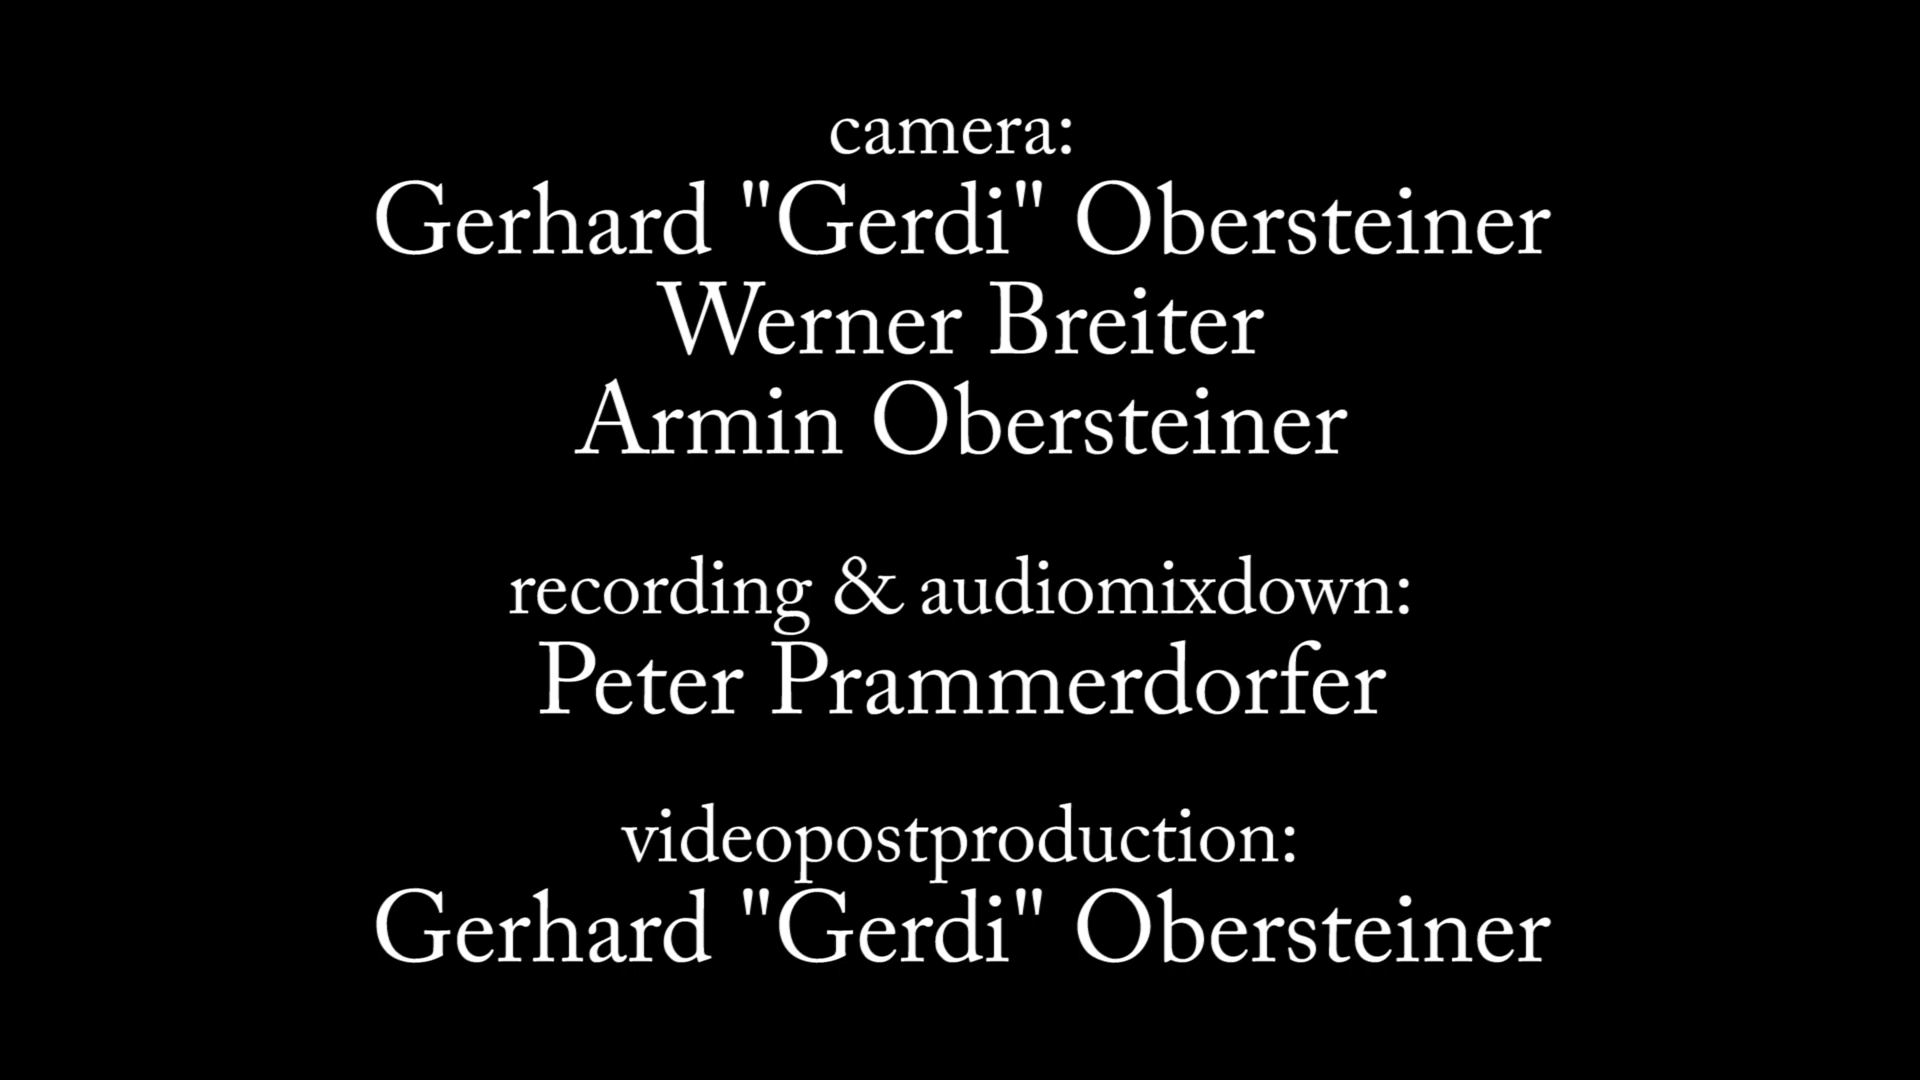 camera:
Gerhard "Gerdi" Obersteiner
Werner Breiter
Armin Obersteiner
recording & audiomixdown:
Peter Prammerdorfer
videopostproduction:
Gerhard "Gerdi" Obersteiner